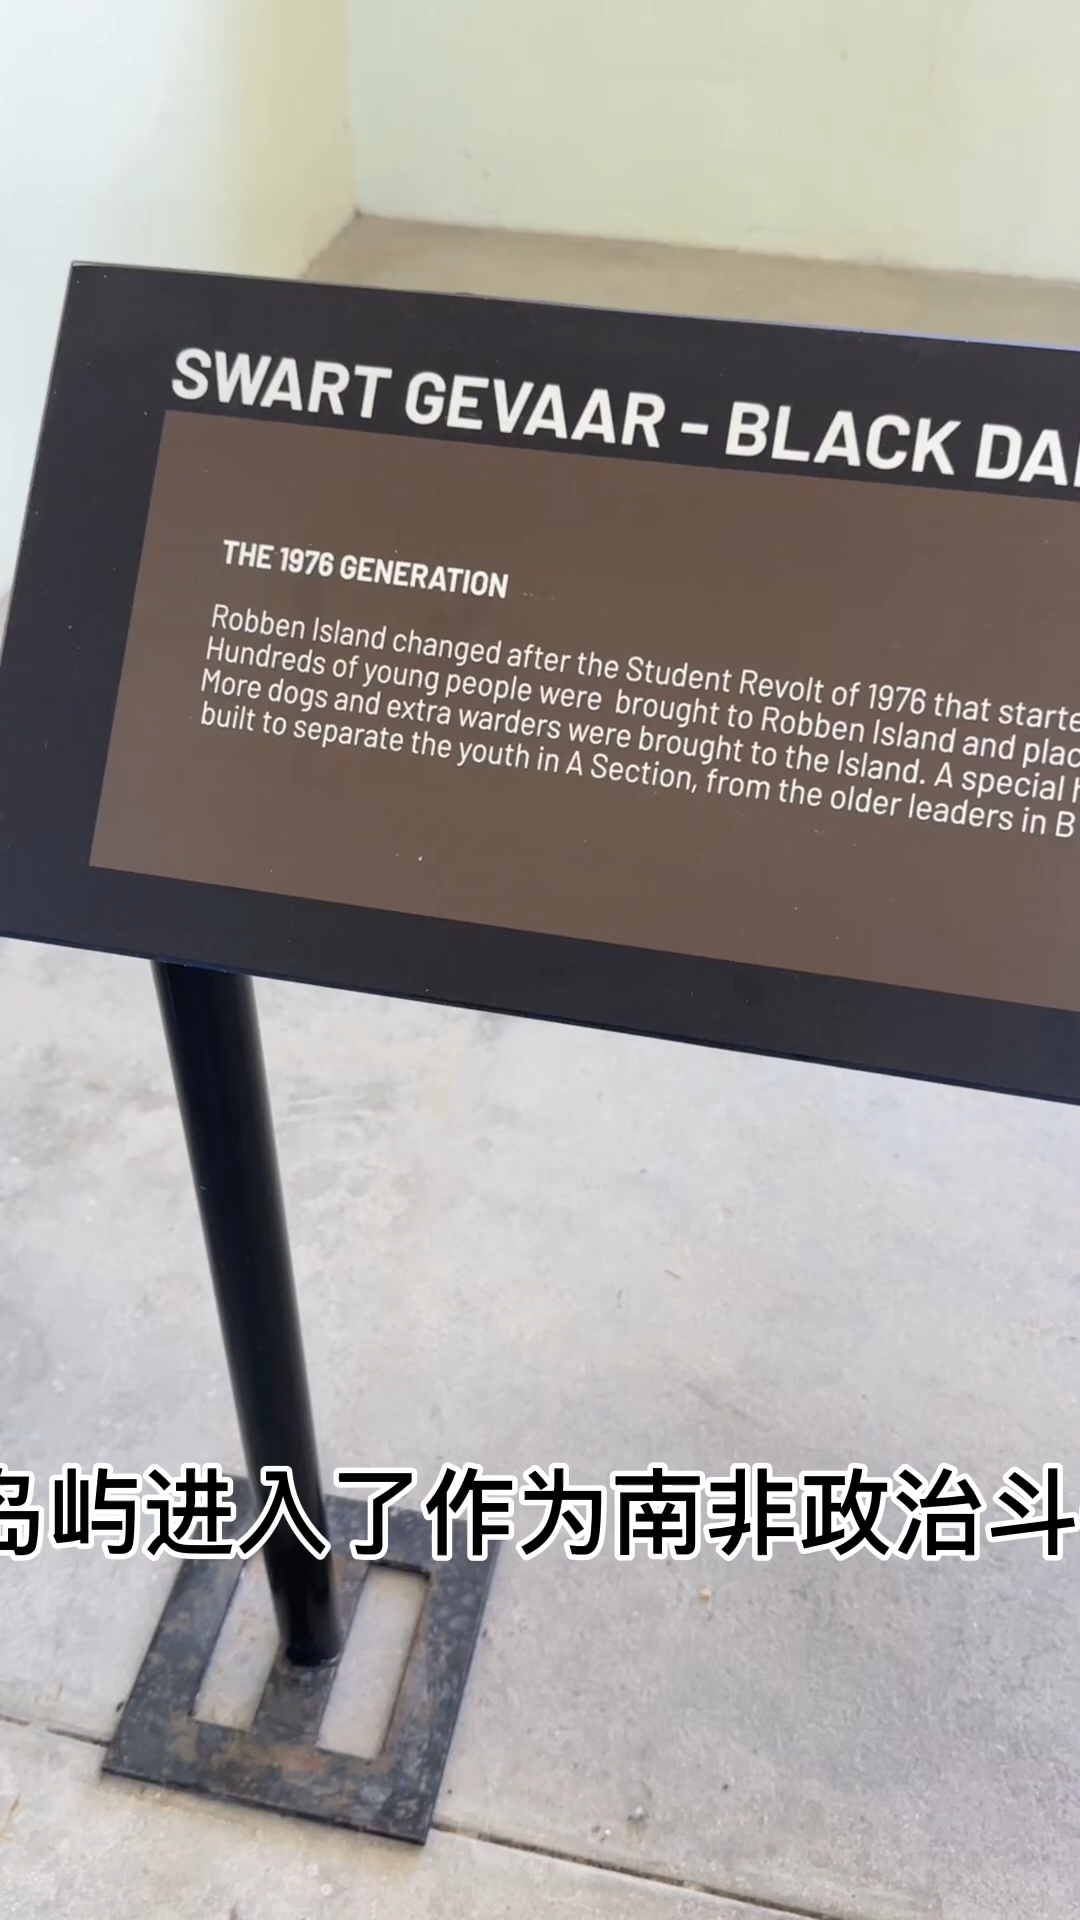 SWART GEVAAR - BLACK
THE 1976 GENERATION
Robben Island changed after the Student Revolt of 1976 that
Hundreds of young people were brought to Robben Island and
More dogs and extra warders were brought to the Island. A special
built to separate the youth in A Section, from the older leaders in B
岛屿进入了作为南非政治斗